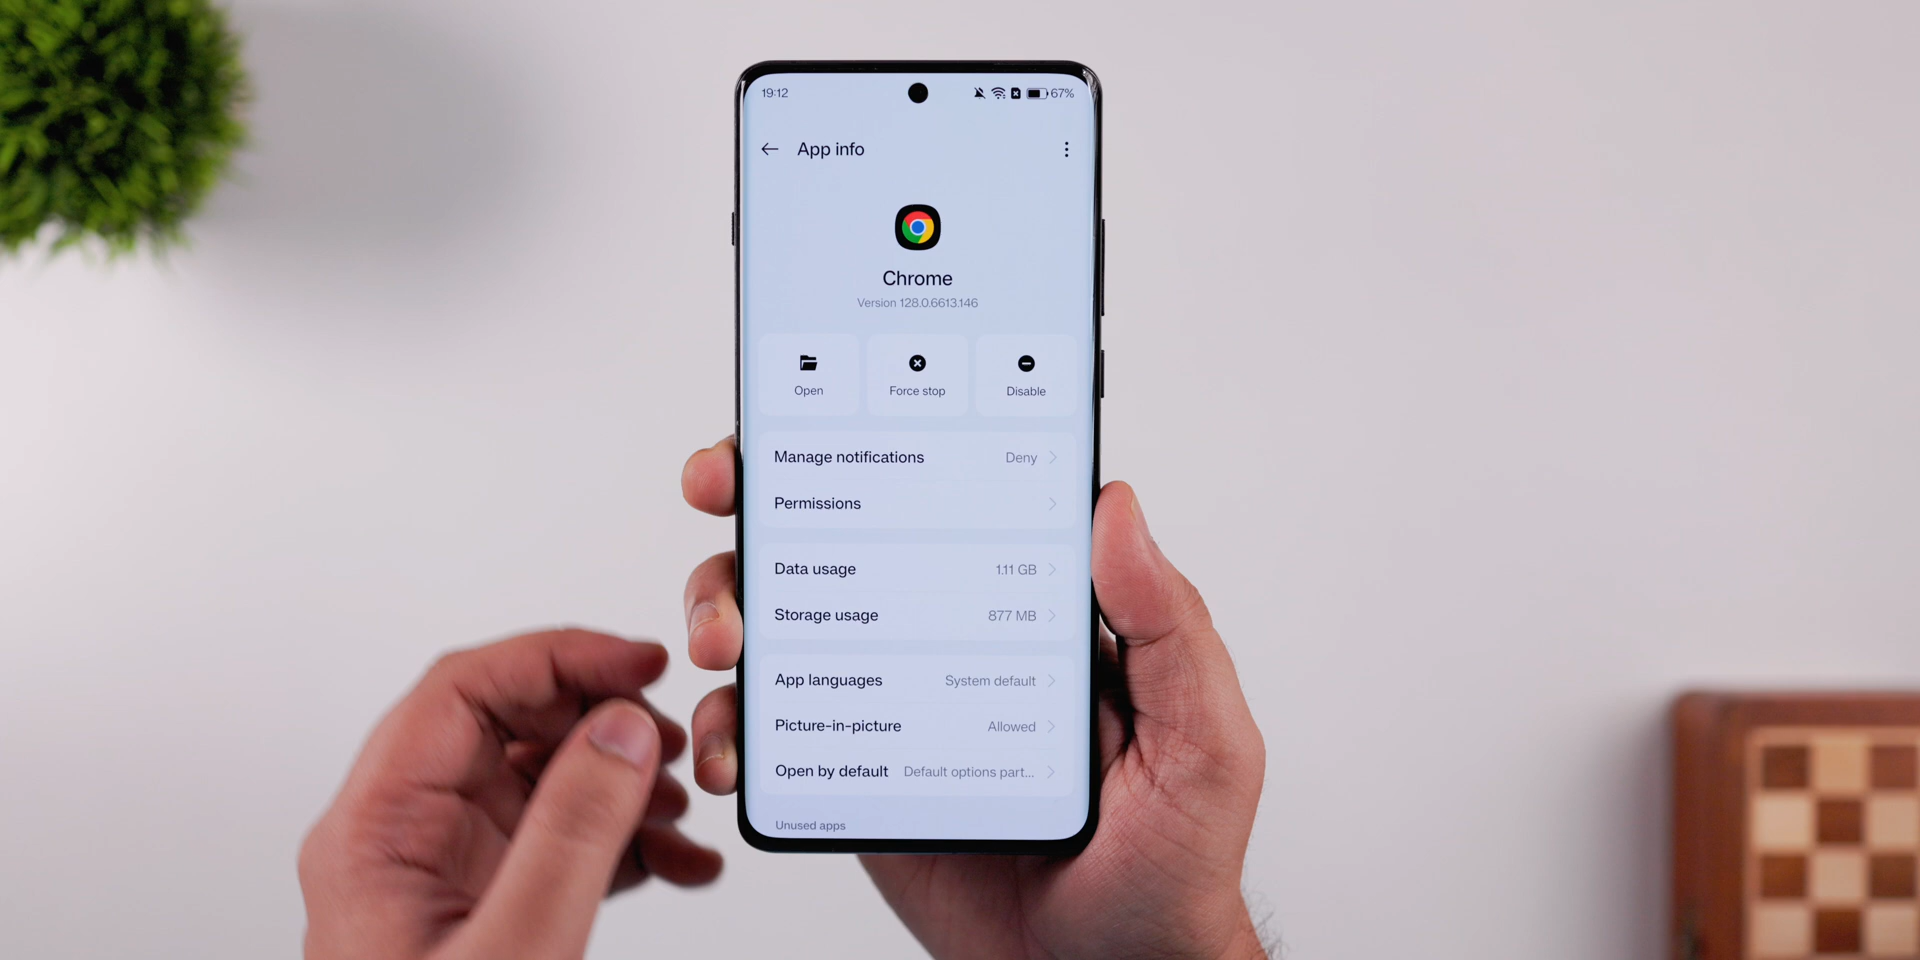 19:12
67%
App info
Chrome
Version 128.0.6613.146
Open
Force stop
Disable
Manage notifications
Deny
Permissions
Data usage
1.11 GB
Storage usage
877 MB
App languages
System default
Picture-in-picture
Allowed
Open by default
Default options part...
Unused apps